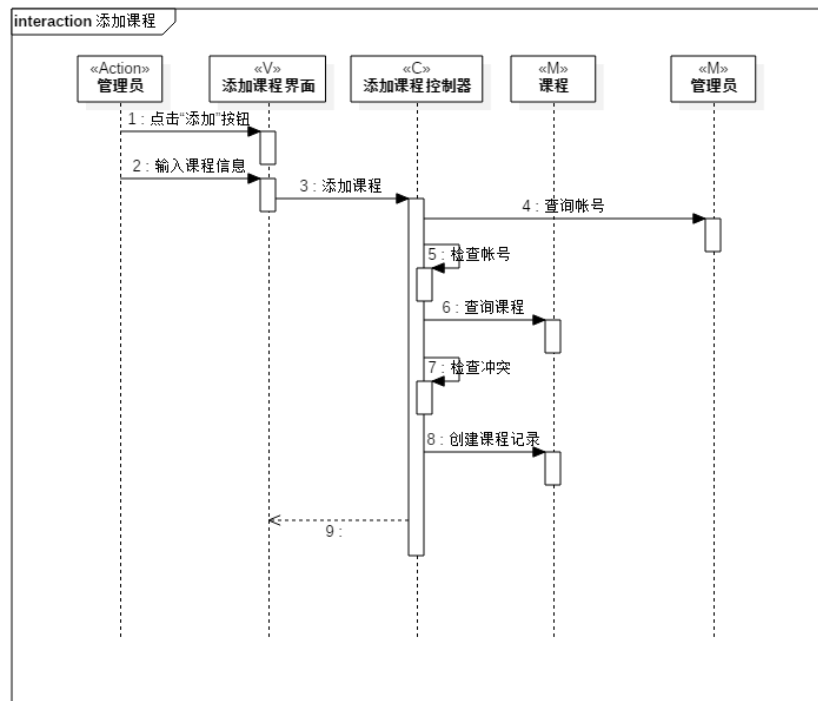 interaction 添加课程
«Action»
管理员
«V»
添加课程界面
«C»
添加课程控制器
«M»
课程
«M»
管理员
1 : 点击“添加”按钮
2 : 输入课程信息
3 : 添加课程
4 : 查询帐号
5 : 检查帐号
6 : 查询课程
7 : 检查冲突
8 : 创建课程记录
9 :